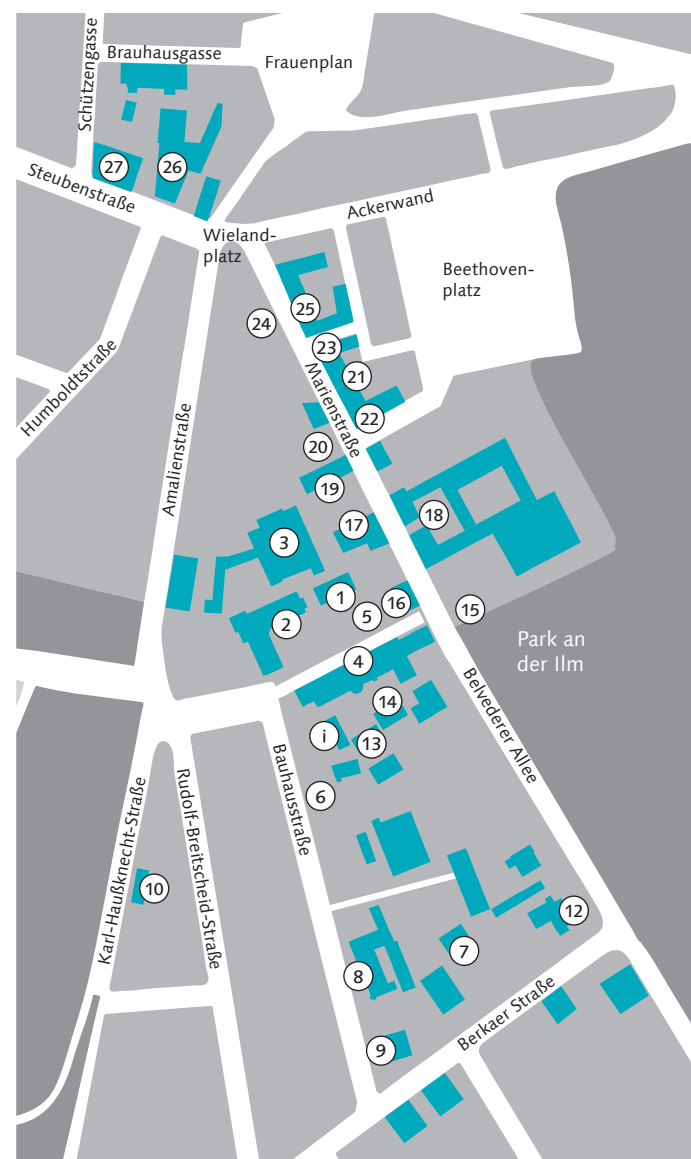 Brauhausgasse
Frauenplan
Schützengasse
27
26
Steubenstraße
Ackerwand
Wieland-
platz
Beethoven-
platz
25
24
23
21
Marienstraße
22
Humboldtstraße
Amalienstraße
20
19
18
17
3
1
16
5
2
15
Park an
der Ilm
4
14
Belvederer Allee
i
13
6
Bauhausstraße
Rudolf-Breitscheid-Straße
Karl-Haußknecht-Straße
10
12
7
8
9
Berkaer Straße